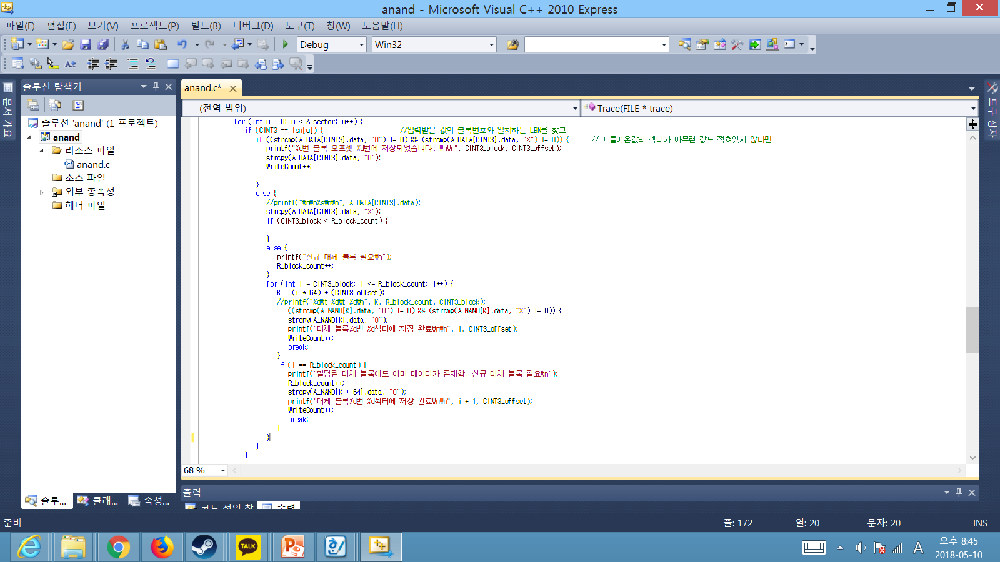 anand - Microsoft Visual C++ 2010 Express
파일(F) 편집(E) 보기(V) 프로젝트(P) 빌드(B) 디버그(D) 도구(T) 창(W) 도움말(H)
Debug Win32
문서 개요
솔루션 탐색기
솔루션 'anand' (1 프로젝트)
anand
리소스 파일
anand.c
소스 파일
외부 종속성
헤더 파일
솔루... 클래... 속성...
anand.c*
(전역 범위) Trace(FILE * trace)
도구 상자
for (int u = 0; u < A_sector; u++) {
if (CINT3 == lsn[u]) { //입력받은 값의 블록번호와 일치하는 LBN을 찾고
if ((strcmp(A_DATA[CINT3].data, "O") != 0) && (strcmp(A_DATA[CINT3].data, "X") != 0)) { //그 들어온값의 섹터가 아무런 값도 적혀있지 않다면
printf("%d번 블록 오프셋 %d번에 저장되었습니다. ₩n₩n", CINT3_block, CINT3_offset);
strcpy(A_DATA[CINT3].data, "O");
WriteCount++;
}
else {
//printf("₩n₩n%s₩n₩n", A_DATA[CINT3].data);
strcpy(A_DATA[CINT3].data, "X");
if (CINT3_block < R_block_count) {
}
else {
printf("신규 대체 블록 필요₩n");
R_block_count++;
}
for (int i = CINT3_block; i <= R_block_count; i++) {
K = (i * 64) + (CINT3_offset);
//printf("%d₩t %d₩t %d₩n", K, R_block_count, CINT3_block);
if ((strcmp(A_NAND[K].data, "O") != 0) && (strcmp(A_NAND[K].data, "X") != 0)) {
strcpy(A_NAND[K].data, "O");
printf("대체 블록%d번 %d섹터에 저장 완료₩n₩n", i, CINT3_offset);
WriteCount++;
break;
}
if (i == R_block_count) {
printf("할당된 대체 블록에도 이미 데이터가 존재함. 신규 대체 블록 필요₩n");
R_block_count++;
strcpy(A_NAND[K + 64].data, "O");
printf("대체 블록%d번 %d섹터에 저장 완료₩n₩n", i + 1, CINT3_offset);
WriteCount++;
break;
}
}
}
}
68 %
출력
코드 정의 창 출력
준비 줄: 172 열: 20 문자: 20 INS
TALK
A
오후 8:45
2018-05-10